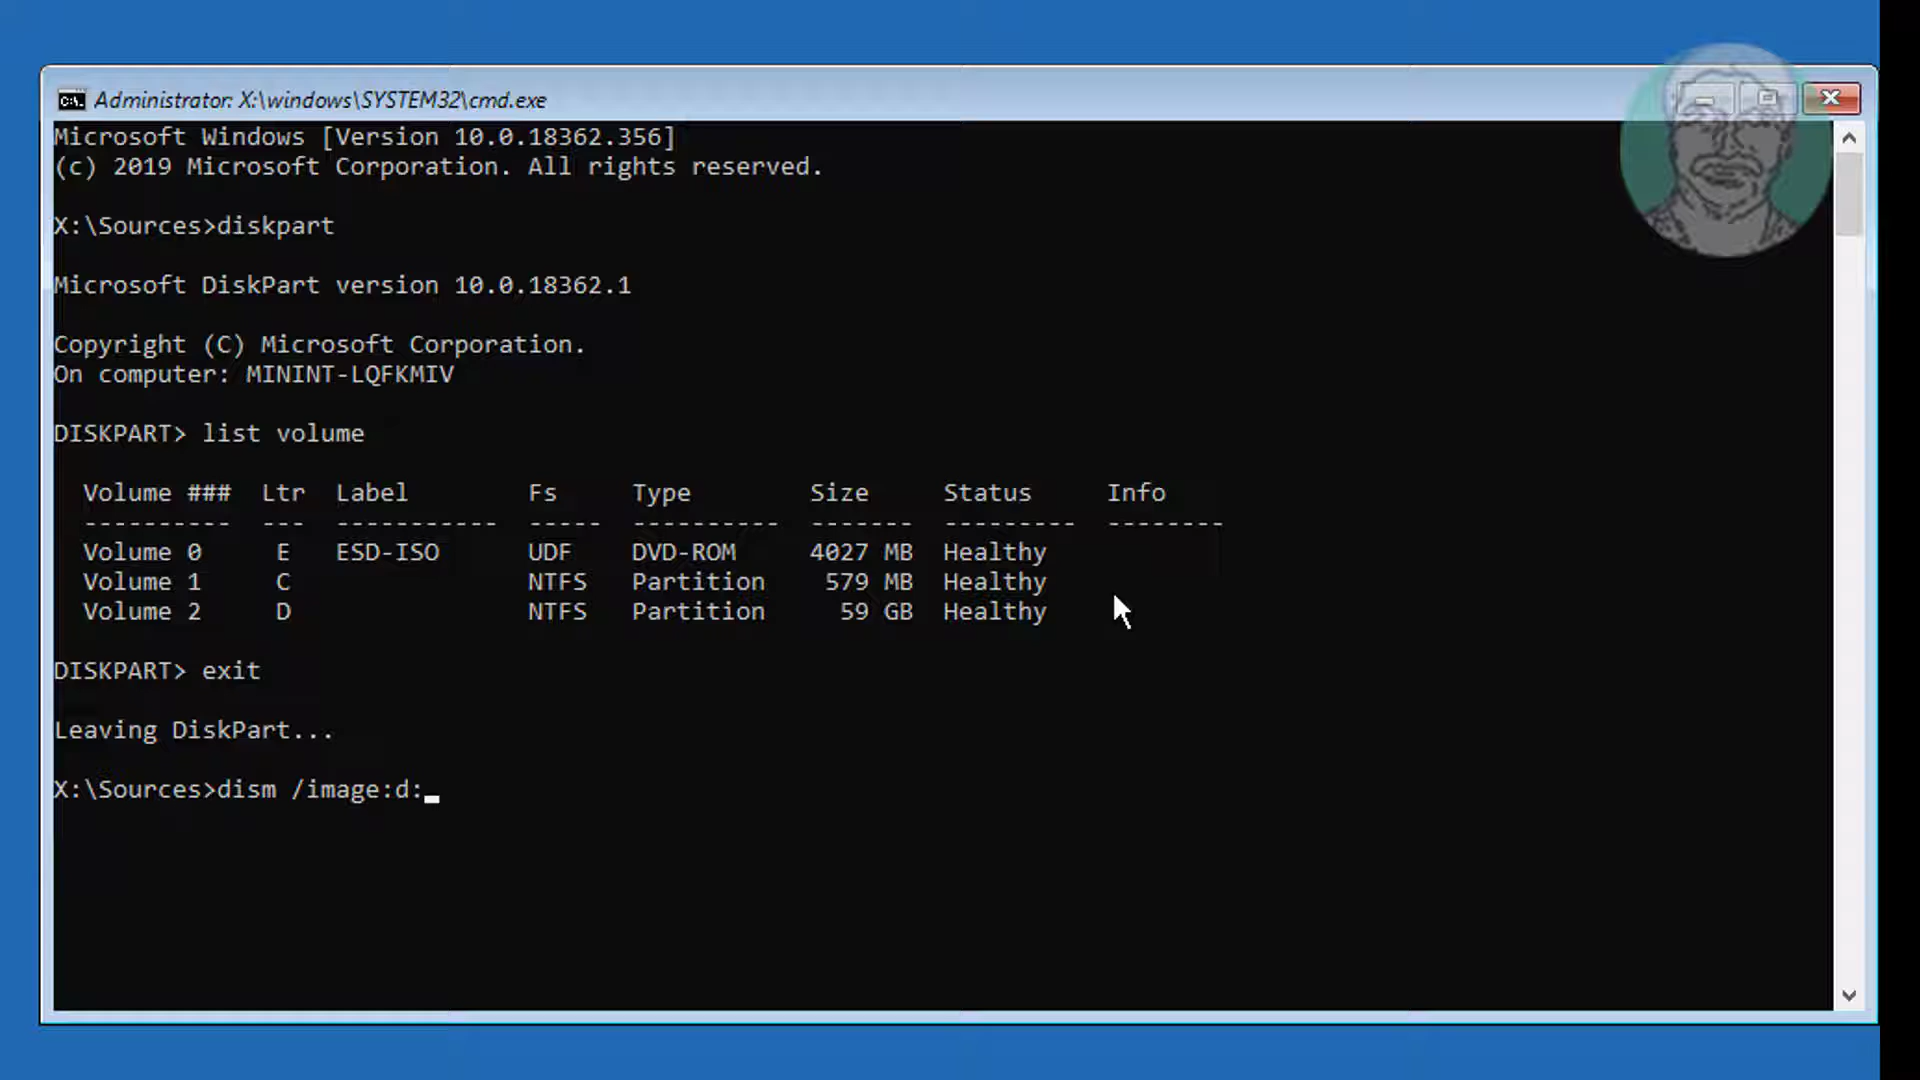 Administrator: X:\windows\SYSTEM32\cmd.exe
Microsoft Windows [Version 10.0.18362.356]
(c) 2019 Microsoft Corporation. All rights reserved.
X:\Sources>diskpart
Microsoft DiskPart version 10.0.18362.1
Copyright (C) Microsoft Corporation.
On computer: MININT-LQFKMIV
DISKPART> list volume
Volume ### Ltr Label Fs Type Size Status Info
---------- --- ----------- ----- ---------- ------- --------- --------
Volume 0 E ESD-ISO UDF DVD-ROM 4027 MB Healthy
Volume 1 C NTFS Partition 579 MB Healthy
Volume 2 D NTFS Partition 59 GB Healthy
DISKPART> exit
Leaving DiskPart...
X:\Sources>dism /image:d:_